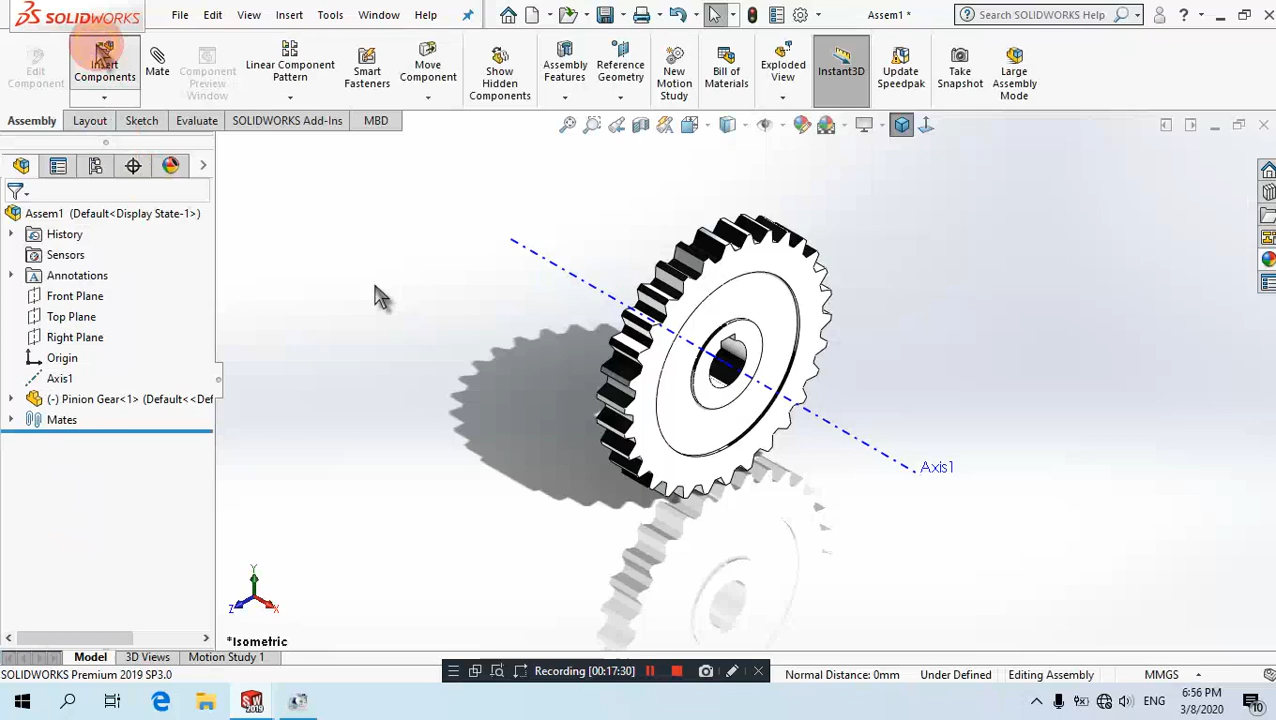 SOLIDWORKS File Edit View Insert Tools Window Help Assem1 * Search SOLIDWORKS Help ?
Edit Component
Insert Components
Mate
Component Preview Window
Linear Component Pattern
Smart Fasteners
Move Component
Show Hidden Components
Assembly Features
Reference Geometry
New Motion Study
Bill of Materials
Exploded View
Instant3D
Update Speedpak
Take Snapshot
Large Assembly Mode
Assembly Layout Sketch Evaluate SOLIDWORKS Add-Ins MBD
Assem1 (Default<Display State-1>)
History
Sensors
A Annotations
Front Plane
Top Plane
Right Plane
Origin
Axis1
(-) Pinion Gear<1> (Default<<Def
Mates
Axis1
Y
Z X
*Isometric
Model 3D Views Motion Study 1
Recording [00:17:30]
SOLIDWORKS Premium 2019 SP3.0 Normal Distance: 0mm Under Defined Editing Assembly MMGS
SW 2019 ENG 6:56 PM 3/8/2020 10